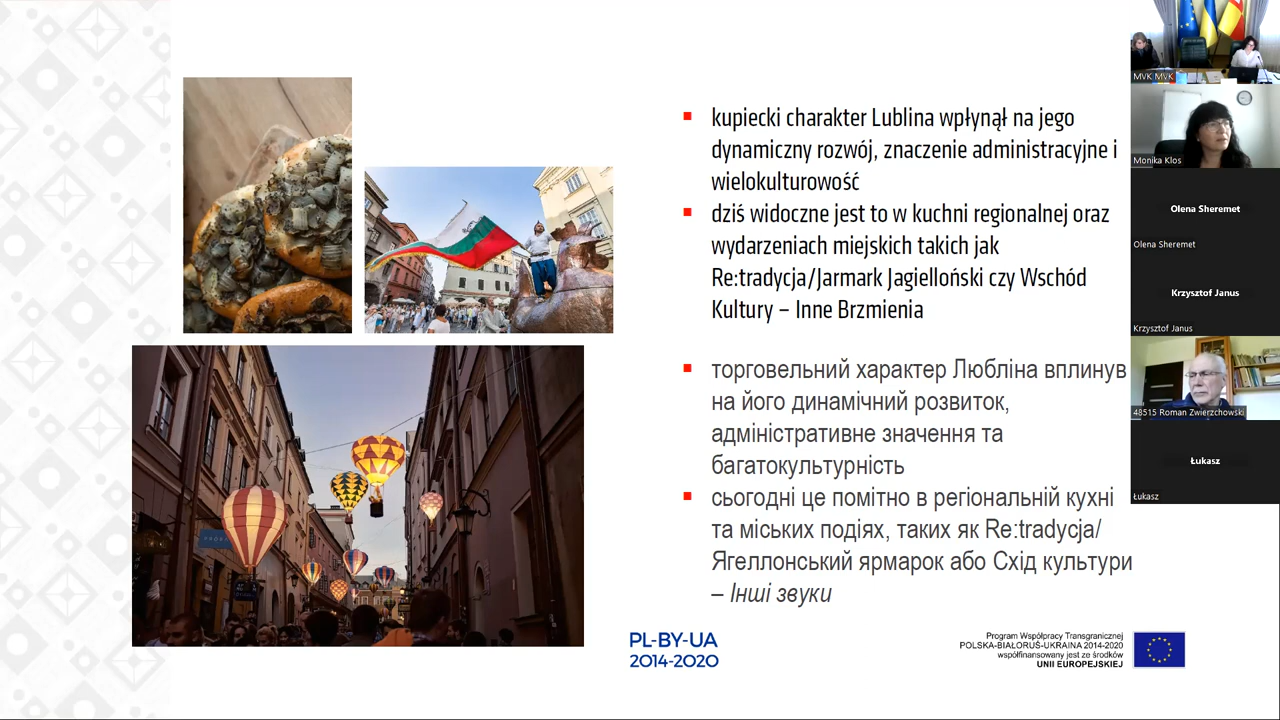 kupiecki charakter Lublina wpłynął na jego
dynamiczny rozwój, znaczenie administracyjne i
wielokulturowość
dziś widoczne jest to w kuchni regionalnej oraz
wydarzeniach miejskich takich jak
Re:tradycja/Jarmark Jagielloński czy Wschód
Kultury – Inne Brzmienia
торговельний характер Любліна вплинув
на його динамічний розвиток,
адміністративне значення та
багатокультурність
сьогодні це помітно в регіональній кухні
та міських подіях, таких як Re:tradycja/
Ягеллонський ярмарок або Схід культури
– Інші звуки
PL-BY-UA
2014-2020
Program Współpracy Transgranicznej
POLSKA-BIAŁORUŚ-UKRAINA 2014-2020
współfinansowany jest ze środków
UNII EUROPEJSKIEJ
MVK MVK
Monika Klos
Olena Sheremet
Olena Sheremet
Krzysztof Janus
Krzysztof Janus
48515 Roman Zwierzchowski
Łukasz
Łukasz